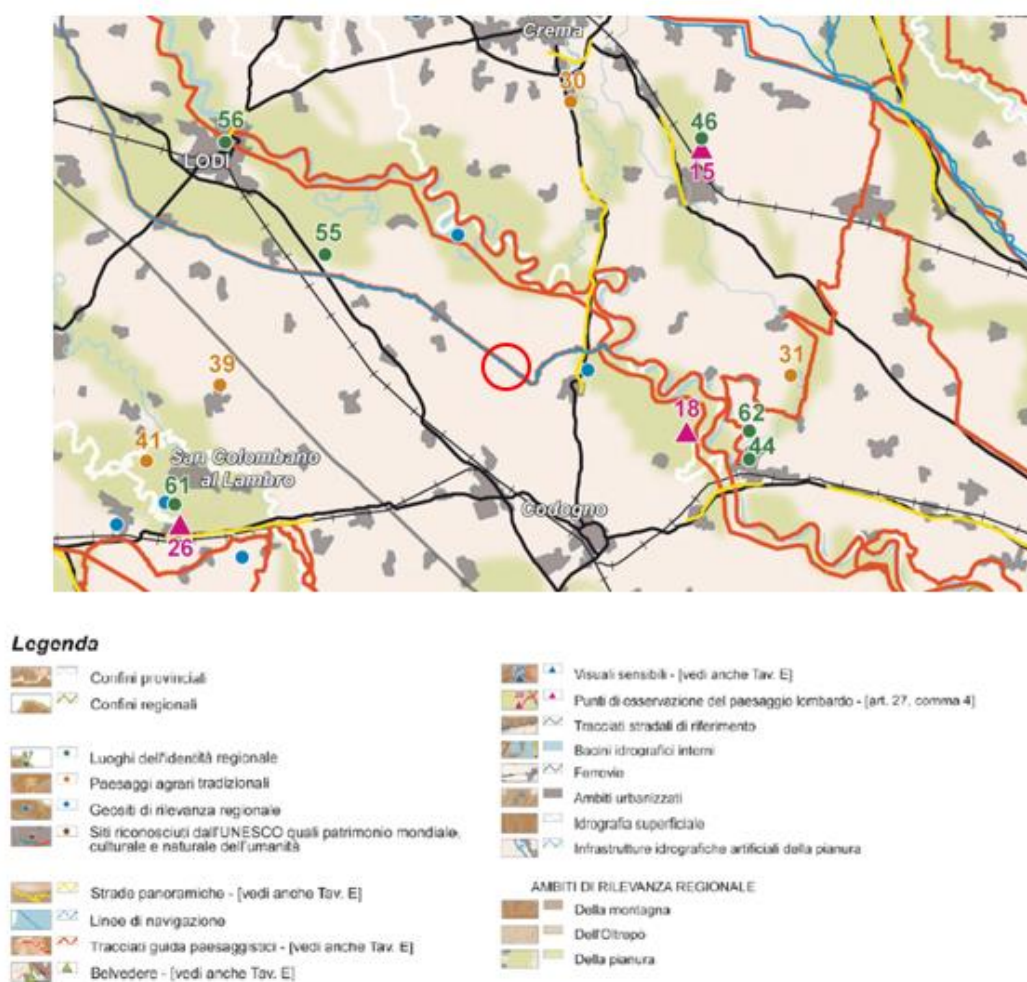 Crema
30
56
46
LODI
15
55
39
31
18
62
41
San Colombano
al Lambro
44
61
Codogno
26
Legenda
Confini provinciali
Confini regionali
Luoghi dell'identità regionale
Paesaggi agrari tradizionali
Geositi di rilevanza regionale
Siti riconosciuti dall'UNESCO quali patrimonio mondiale,
culturale e naturale dell'umanità
Strade panoramiche - [vedi anche Tav. E]
Linee di navigazione
Tracciati guida paesaggistici - [vedi anche Tav. E]
Belvedere - [vedi anche Tav. E]
Visuali sensibili - [vedi anche Tav. E]
Punti di osservazione del paesaggio lombardo - [art. 27, comma 4]
Tracciati stradali di riferimento
Bacini idrografici interni
Ferrovie
Ambiti urbanizzati
Idrografia superficiale
Infrastrutture idrografiche artificiali della pianura
AMBITI DI RILEVANZA REGIONALE
Della montagna
Dell'Oltrepo
Della pianura